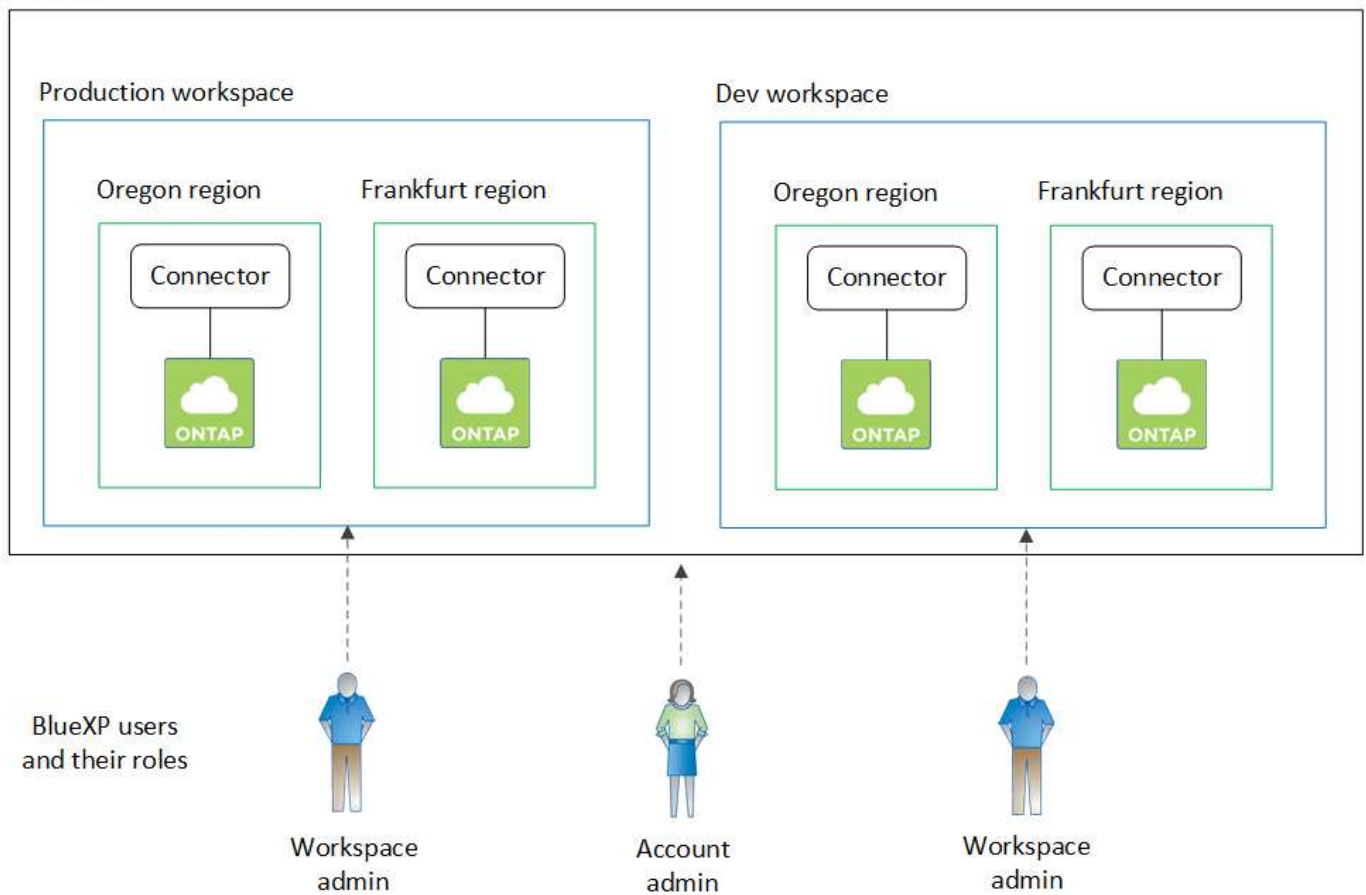 Production workspace
Dev workspace
Oregon region
Frankfurt region
Oregon region
Frankfurt region
Connector
Connector
Connector
Connector
ONTAP
ONTAP
ONTAP
ONTAP
BlueXP users
and their roles
Workspace
admin
Account
admin
Workspace
admin